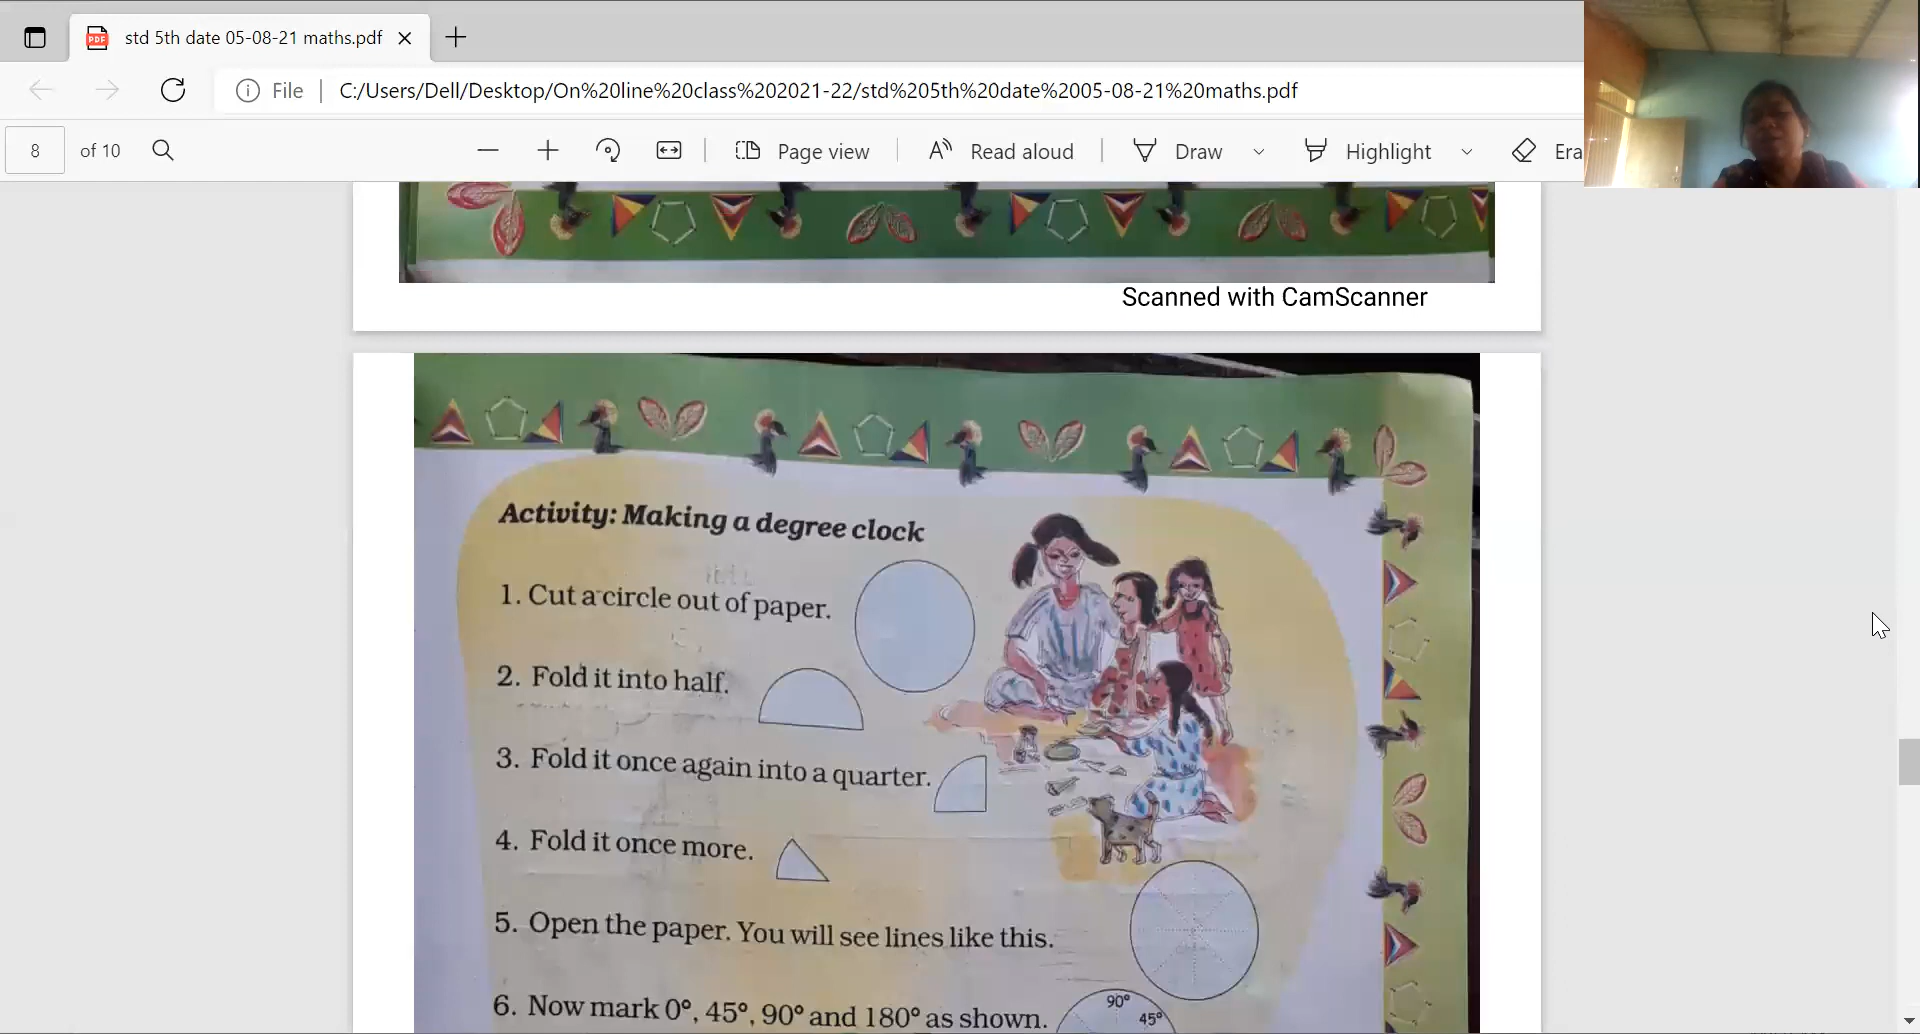 std 5th date 05-08-21 maths.pdf
File
C:/Users/Dell/Desktop/On%20line%20class%202021-22/std%205th%20date%2005-08-21%20maths.pdf
8 of 10
Page view
Read aloud
Draw
Highlight
Era
Scanned with CamScanner
Activity: Making a degree clock
1. Cut a circle out of paper.
2. Fold it into half.
3. Fold it once again into a quarter.
4. Fold it once more.
5. Open the paper. You will see lines like this.
6. Now mark 0°, 45°, 90° and 180° as shown.
90°
45°